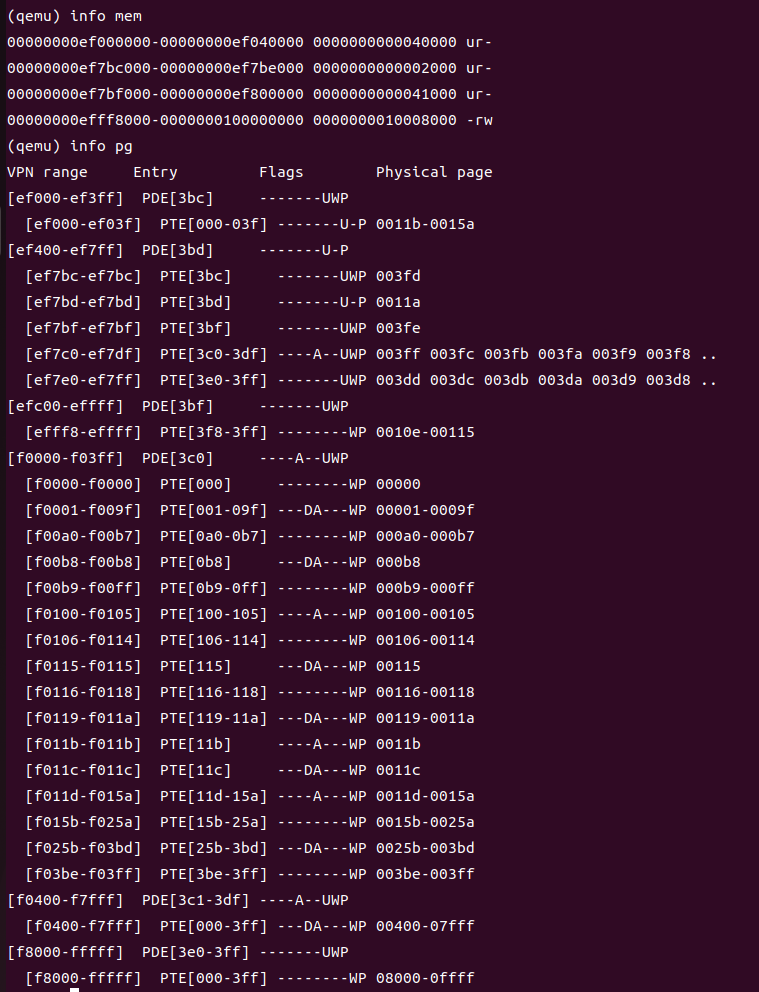 (qemu) info mem
00000000ef000000-00000000ef040000 0000000000040000 ur-
00000000ef7bc000-00000000ef7be000 0000000000002000 ur-
00000000ef7bf000-00000000ef800000 0000000000041000 ur-
00000000efff8000-0000000100000000 0000000010008000 -rw
(qemu) info pg
VPN range     Entry         Flags        Physical page
[ef000-ef3ff]  PDE[3bc]     -------UWP
  [ef000-ef03f]  PTE[000-03f] -------U-P 0011b-0015a
[ef400-ef7ff]  PDE[3bd]     -------U-P
  [ef7bc-ef7bc]  PTE[3bc]     -------UWP 003fd
  [ef7bd-ef7bd]  PTE[3bd]     -------U-P 0011a
  [ef7bf-ef7bf]  PTE[3bf]     -------UWP 003fe
  [ef7c0-ef7df]  PTE[3c0-3df] ----A--UWP 003ff 003fc 003fb 003fa 003f9 003f8 ..
  [ef7e0-ef7ff]  PTE[3e0-3ff] -------UWP 003dd 003dc 003db 003da 003d9 003d8 ..
[efc00-effff]  PDE[3bf]     -------UWP
  [efff8-effff]  PTE[3f8-3ff] --------WP 0010e-00115
[f0000-f03ff]  PDE[3c0]     ----A--UWP
  [f0000-f0000]  PTE[000]     --------WP 00000
  [f0001-f009f]  PTE[001-09f] ---DA---WP 00001-0009f
  [f00a0-f00b7]  PTE[0a0-0b7] --------WP 000a0-000b7
  [f00b8-f00b8]  PTE[0b8]     ---DA---WP 000b8
  [f00b9-f00ff]  PTE[0b9-0ff] --------WP 000b9-000ff
  [f0100-f0105]  PTE[100-105] ----A---WP 00100-00105
  [f0106-f0114]  PTE[106-114] --------WP 00106-00114
  [f0115-f0115]  PTE[115]     ---DA---WP 00115
  [f0116-f0118]  PTE[116-118] --------WP 00116-00118
  [f0119-f011a]  PTE[119-11a] ---DA---WP 00119-0011a
  [f011b-f011b]  PTE[11b]     ----A---WP 0011b
  [f011c-f011c]  PTE[11c]     ---DA---WP 0011c
  [f011d-f015a]  PTE[11d-15a] ----A---WP 0011d-0015a
  [f015b-f025a]  PTE[15b-25a] --------WP 0015b-0025a
  [f025b-f03bd]  PTE[25b-3bd] ---DA---WP 0025b-003bd
  [f03be-f03ff]  PTE[3be-3ff] --------WP 003be-003ff
[f0400-f7fff]  PDE[3c1-3df] ----A--UWP
  [f0400-f7fff]  PTE[000-3ff] ---DA---WP 00400-07fff
[f8000-fffff]  PDE[3e0-3ff] -------UWP
  [f8000-fffff]  PTE[000-3ff] --------WP 08000-0ffff